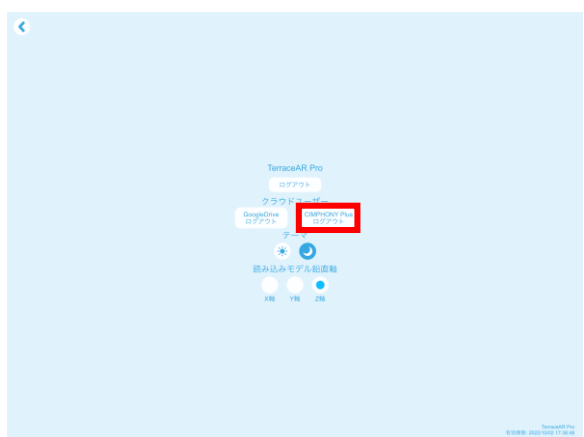 TerraceAR Pro
ログアウト
クラウドユーザー
GoogleDrive
ログアウト
CIMPHONY Plus
ログアウト
テーマ
読み込みモデル鉛直軸
X軸
Y軸
Z軸
TerraceAR Pro